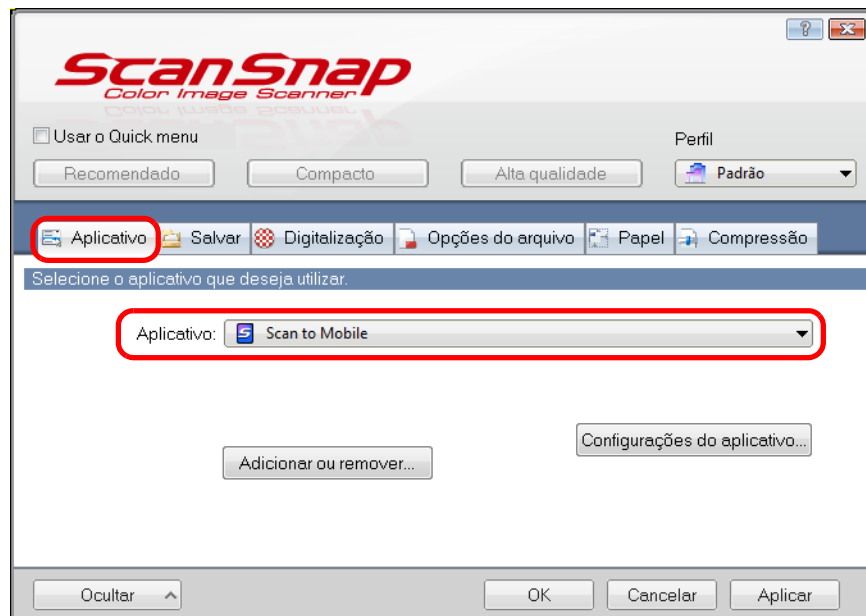 ScanSnap
Color Image Scanner
Usar o Quick menu
Perfil
Recomendado Compacto Alta qualidade Padrão
Aplicativo Salvar Digitalização Opções do arquivo Papel Compressão
Selecione o aplicativo que deseja utilizar.
Aplicativo: Scan to Mobile
Configurações do aplicativo...
Adicionar ou remover...
Ocultar OK Cancelar Aplicar